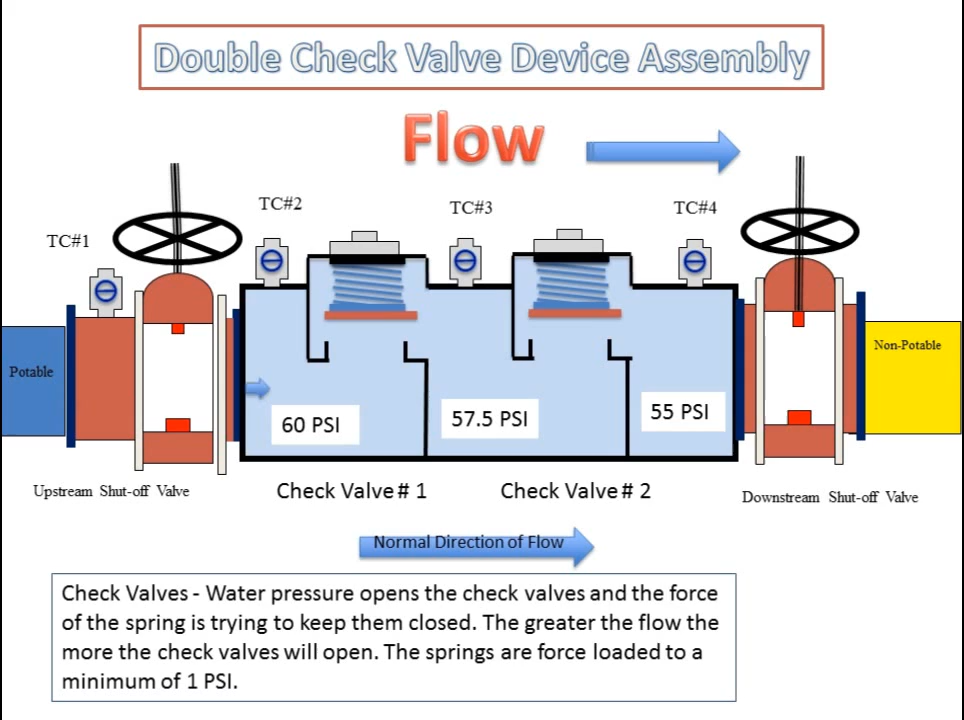 Double Check Valve Device Assembly
Flow
TC#1
TC#2
TC#3
TC#4
Potable
Non-Potable
60 PSI
57.5 PSI
55 PSI
Upstream Shut-off Valve
Check Valve # 1
Check Valve # 2
Downstream Shut-off Valve
Normal Direction of Flow
Check Valves - Water pressure opens the check valves and the force
of the spring is trying to keep them closed. The greater the flow the
more the check valves will open. The springs are force loaded to a
minimum of 1 PSI.